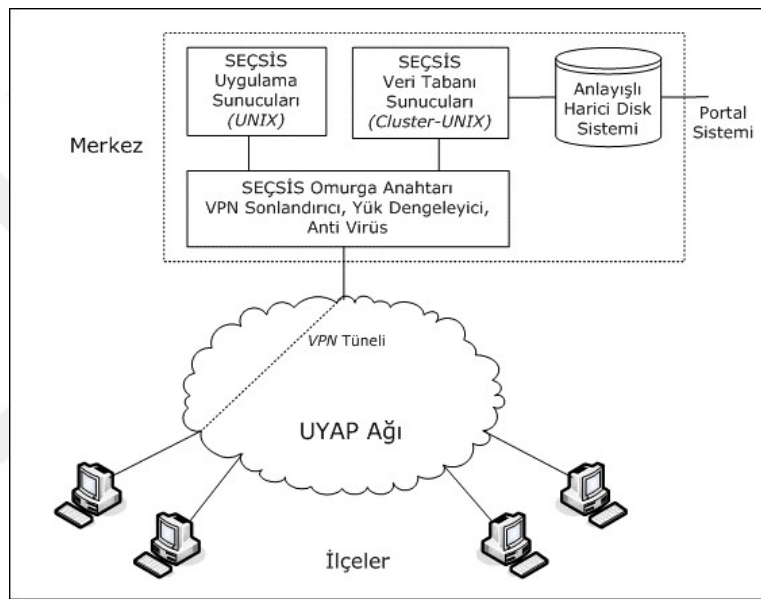 SEÇSİS
Uygulama
Sunucuları
(UNIX)
SEÇSİS
Veri Tabanı
Sunucuları
(Cluster-UNIX)
Anlayışlı
Harici Disk
Sistemi
Portal
Sistemi
Merkez
SEÇSİS Omurga Anahtarı
VPN Sonlandırıcı, Yük Dengeleyici,
Anti Virüs
VPN Tüneli
UYAP Ağı
İlçeler